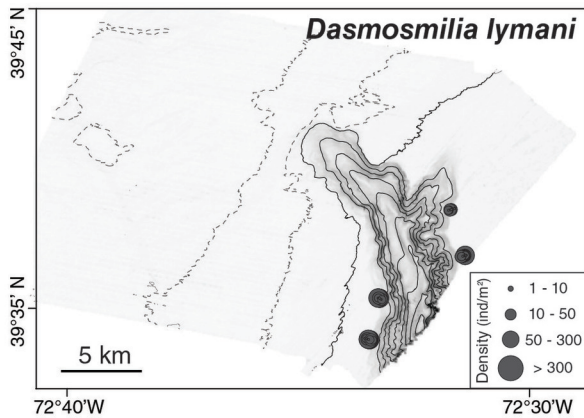 Dasmosmilia lymani
39°45' N
39°35' N
5 km
Density (ind/m²)
1 - 10
10 - 50
50 - 300
> 300
72°40'W
72°30'W